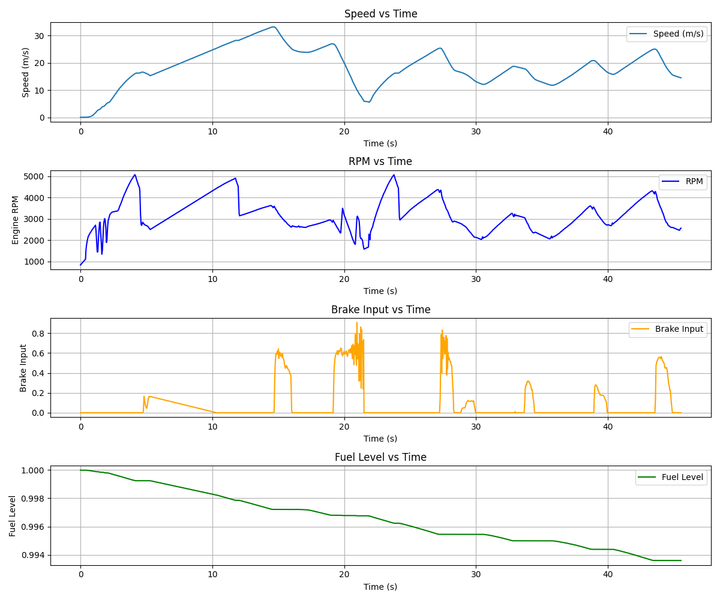 Speed vs Time
Speed (m/s)
30
20
10
0
Speed (m/s)
0 10 20 30 40
Time (s)
RPM vs Time
RPM
5000
4000
3000
2000
1000
Engine RPM
0 10 20 30 40
Time (s)
Brake Input vs Time
Brake Input
0.8
0.6
0.4
0.2
0.0
Brake Input
0 10 20 30 40
Time (s)
Fuel Level vs Time
Fuel Level
1.000
0.998
0.996
0.994
Fuel Level
0 10 20 30 40
Time (s)